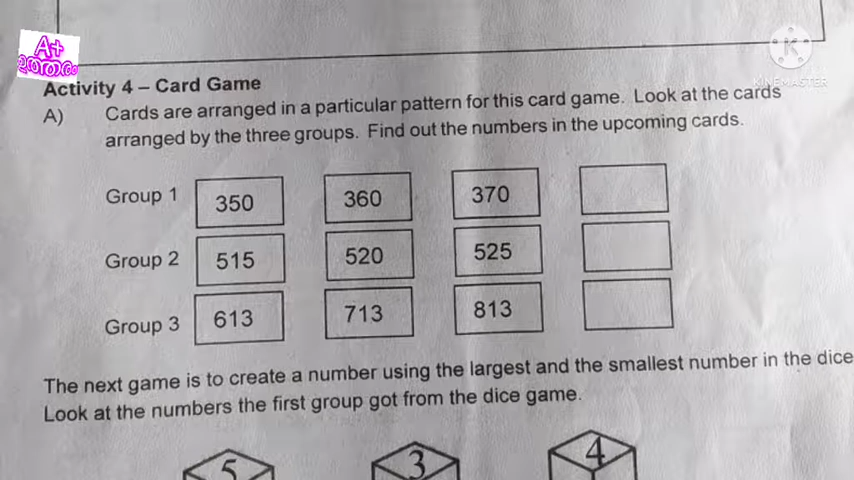 A+
ഉത്തരം
KINEMASTER
Activity 4 – Card Game
A) Cards are arranged in a particular pattern for this card game. Look at the cards
arranged by the three groups. Find out the numbers in the upcoming cards.
Group 1 350 360 370
Group 2 515 520 525
Group 3 613 713 813
The next game is to create a number using the largest and the smallest number in the dice
Look at the numbers the first group got from the dice game.
5 3 4